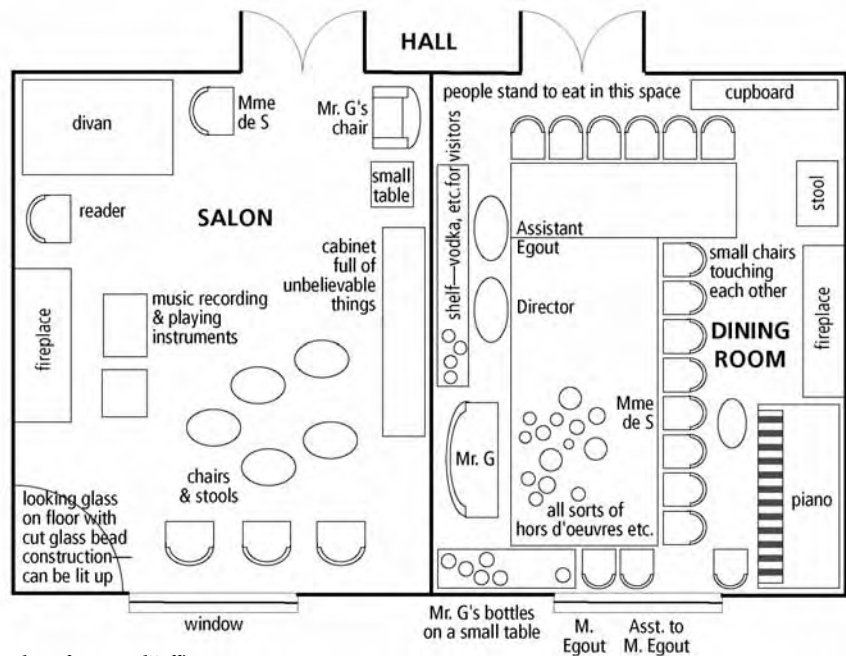 HALL
divan
Mme
de S
Mr. G's
chair
small
table
reader
SALON
cabinet
full of
unbelievable
things
fireplace
music recording
& playing
instruments
chairs
& stools
looking glass
on floor with
cut glass bead
construction—
can be lit up
window
people stand to eat in this space
cupboard
shelf—vodka, etc.for visitors
stool
Assistant
Egout
small chairs
touching
each other
Director
DINING
ROOM
fireplace
Mme
de S
Mr. G
all sorts of
hors d'oeuvres etc.
piano
Mr. G's bottles
on a small table
M.
Egout
Asst. to
M. Egout